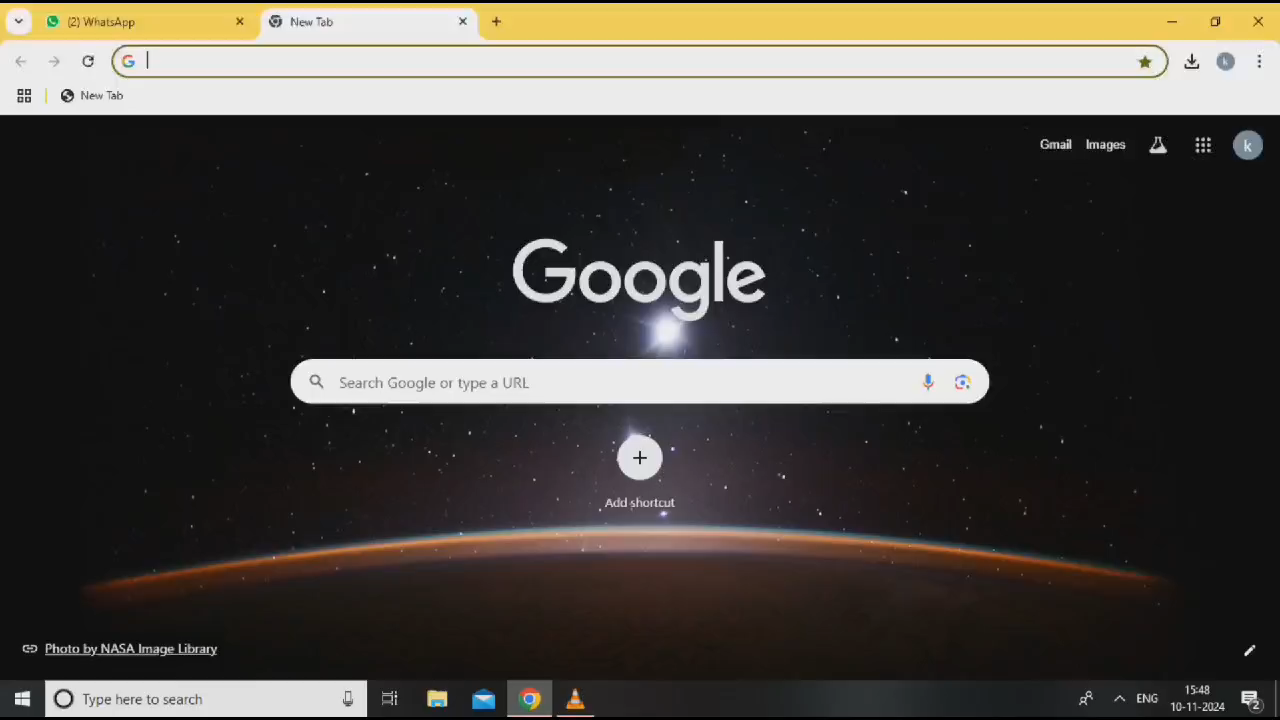 (2) WhatsApp
New Tab
New Tab
Gmail Images
k
Google
Search Google or type a URL
Add shortcut
Photo by NASA Image Library
Type here to search
ENG
15:48
10-11-2024
2